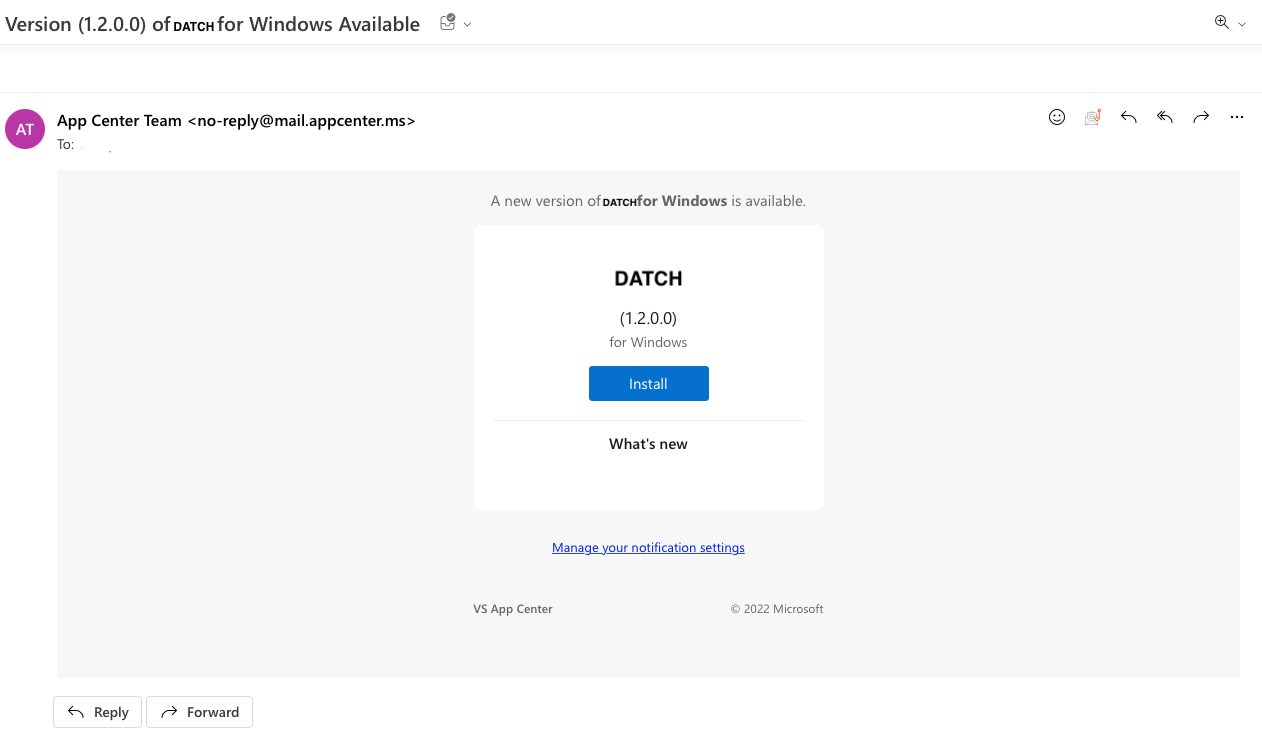 Version (1.2.0.0) of DATCH for Windows Available
AT
App Center Team <no-reply@mail.appcenter.ms>
To:
A new version of DATCH for Windows is available.
DATCH
(1.2.0.0)
for Windows
Install
What's new
Manage your notification settings
VS App Center
© 2022 Microsoft
Reply
Forward